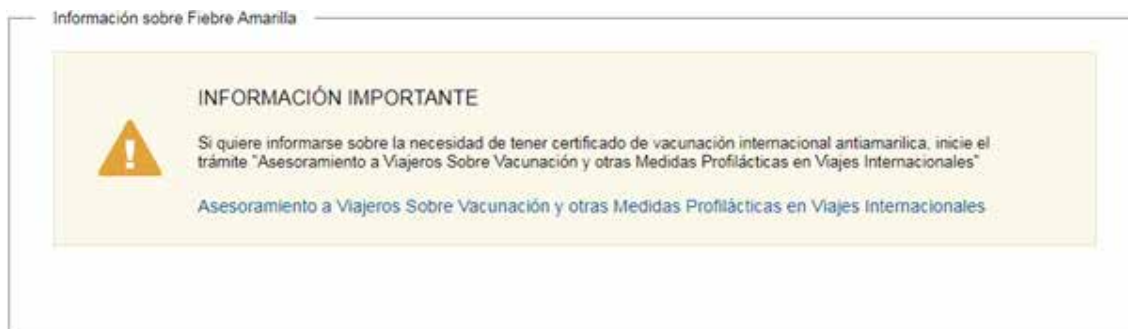 Información sobre Fiebre Amarilla
INFORMACIÓN IMPORTANTE
Si quiere informarse sobre la necesidad de tener certificado de vacunación internacional antiamarilica, inicie el
trámite "Asesoramiento a Viajeros Sobre Vacunación y otras Medidas Profilácticas en Viajes Internacionales"
Asesoramiento a Viajeros Sobre Vacunación y otras Medidas Profilácticas en Viajes Internacionales